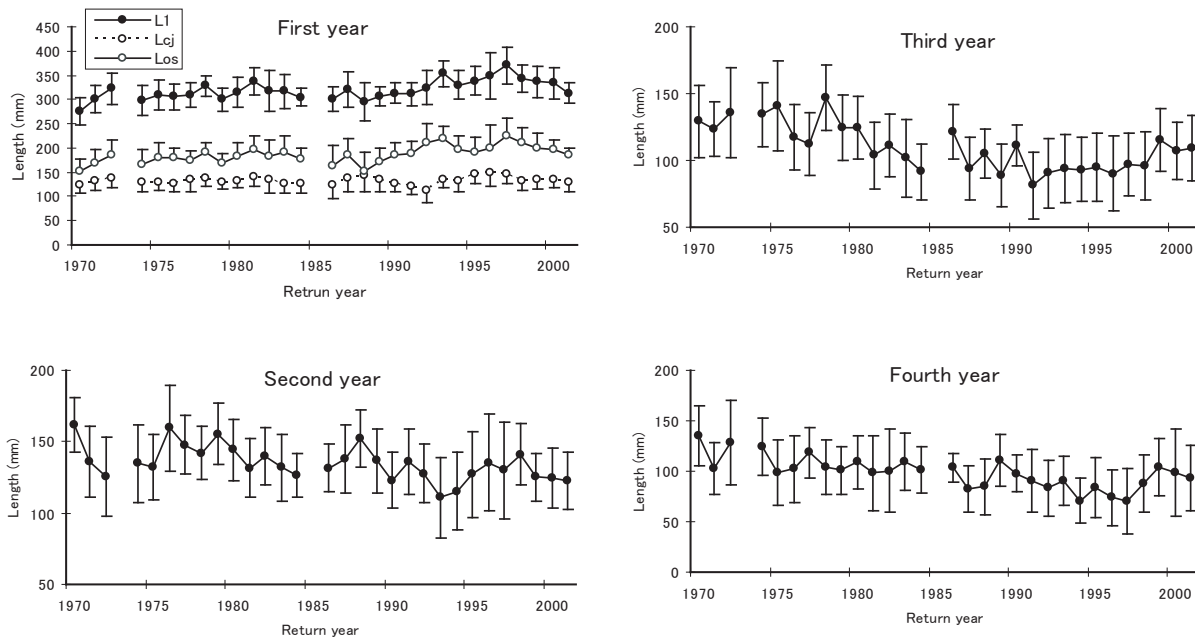 First year
L1
Lcj
Los
Length (mm)
450
400
350
300
250
200
150
100
50
0
1970 1975 1980 1985 1990 1995 2000
Retrun year
Third year
Length (mm)
200
150
100
50
1970 1975 1980 1985 1990 1995 2000
Return year
Second year
Length (mm)
200
150
100
50
1970 1975 1980 1985 1990 1995 2000
Return year
Fourth year
Length (mm)
200
150
100
50
0
1970 1975 1980 1985 1990 1995 2000
Return year